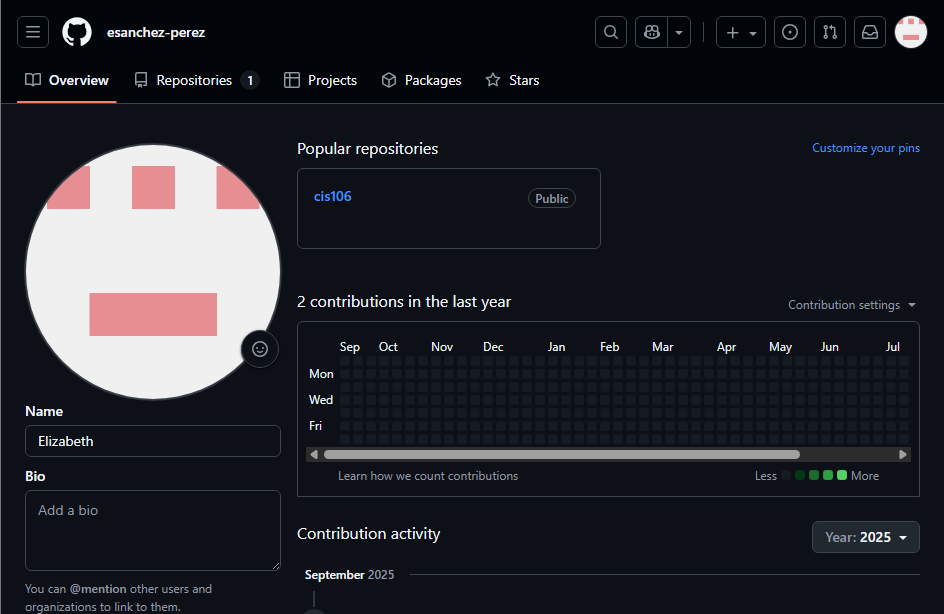 esanchez-perez
Overview Repositories 1 Projects Packages Stars
Popular repositories Customize your pins
cis106 Public
2 contributions in the last year Contribution settings
Sep Oct Nov Dec Jan Feb Mar Apr May Jun Jul
Mon
Wed
Fri
Learn how we count contributions Less More
Name
Elizabeth
Bio
Add a bio
You can @mention other users and
organizations to link to them.
Contribution activity Year: 2025
September 2025